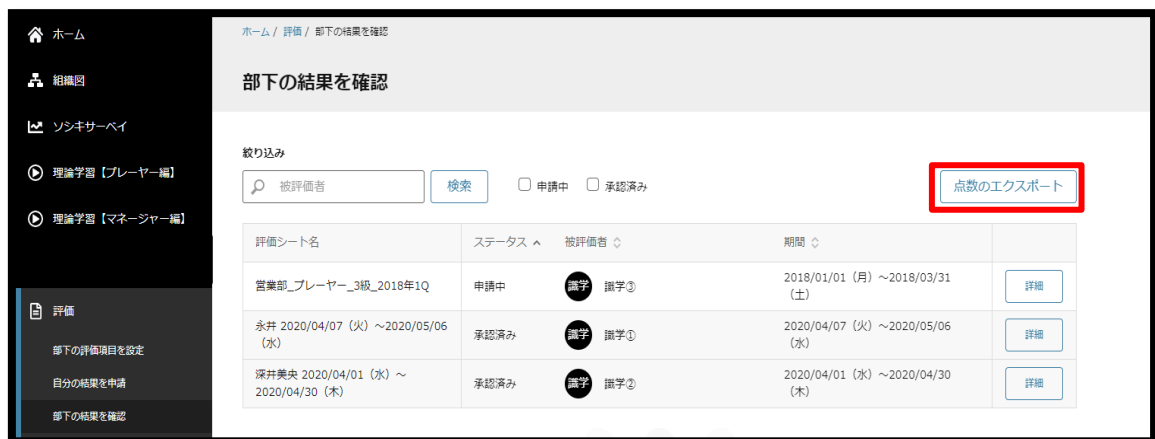 ホーム
組織図
ソシキサーベイ
理論学習【プレーヤー編】
理論学習【マネージャー編】
評価
部下の評価項目を設定
自分の結果を申請
部下の結果を確認
ホーム / 評価 / 部下の結果を確認
部下の結果を確認
絞り込み
被評価者 検索 申請中 承認済み 点数のエクスポート
評価シート名 ステータス 被評価者 期間
営業部_プレーヤー_3級_2018年1Q 申請中 識学 識学③ 2018/01/01（月）～2018/03/31
（土） 詳細
永井 2020/04/07（火）～2020/05/06
（水） 承認済み 識学 識学① 2020/04/07（火）～2020/05/06
（水） 詳細
深井美央 2020/04/01（水）～
2020/04/30（木） 承認済み 識学 識学② 2020/04/01（水）～2020/04/30
（木） 詳細